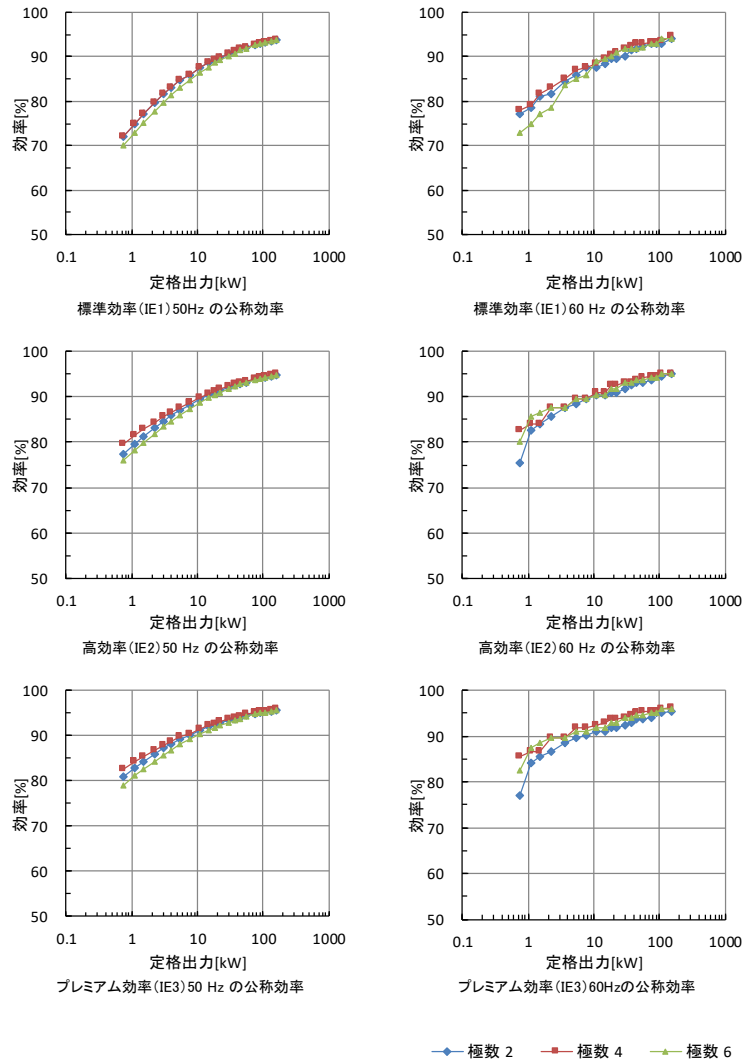 100
90
80
70
60
50
効率[%]
0.1 1 10 100 1000
定格出力[kW]
標準効率(IE1)50Hz の公称効率
100
90
80
70
60
50
効率[%]
0.1 1 10 100 1000
定格出力[kW]
標準効率(IE1)60 Hz の公称効率
100
90
80
70
60
50
効率[%]
0.1 1 10 100 1000
定格出力[kW]
高効率(IE2)50 Hz の公称効率
100
90
80
70
60
50
効率[%]
0.1 1 10 100 1000
定格出力[kW]
高効率(IE2)60 Hz の公称効率
100
90
80
70
60
50
効率[%]
0.1 1 10 100 1000
定格出力[kW]
プレミアム効率(IE3)50 Hz の公称効率
100
90
80
70
60
50
効率[%]
0.1 1 10 100 1000
定格出力[kW]
プレミアム効率(IE3)60Hzの公称効率
極数 2 極数 4 極数 6